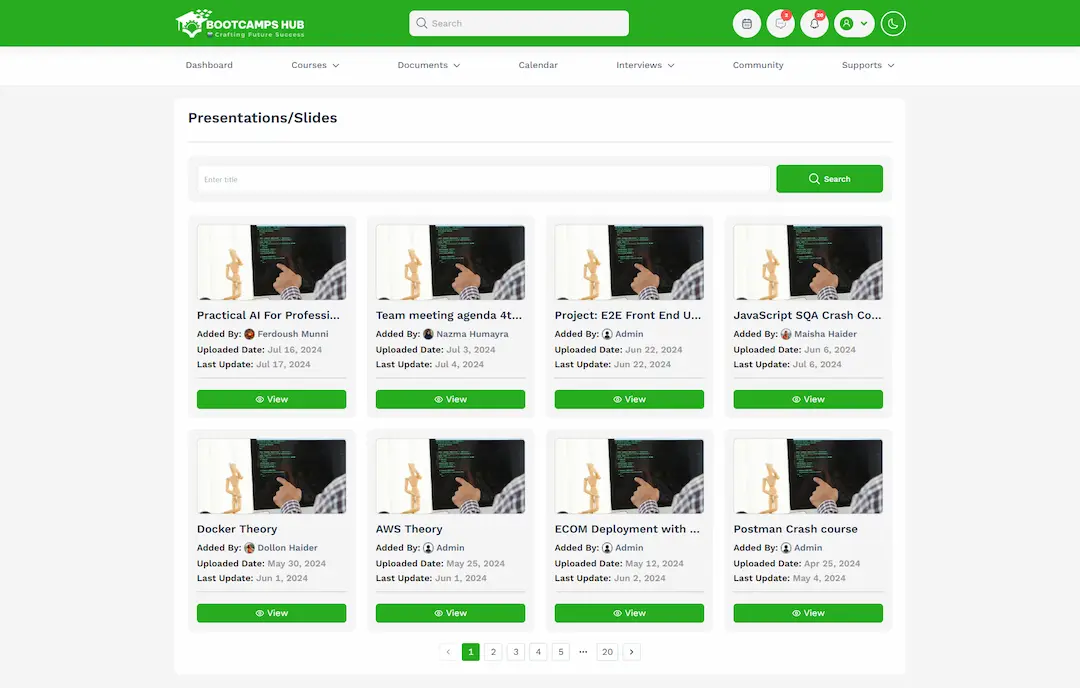 BOOTCAMPS HUB
Crafting Future Success
Search
Dashboard
Courses
Documents
Calendar
Interviews
Community
Supports
Presentations/Slides
Enter title
Search
Practical AI For Professi...
Added By: Ferdoush Munni
Uploaded Date: Jul 16, 2024
Last Update: Jul 17, 2024
View
Team meeting agenda 4t...
Added By: Nazma Humayra
Uploaded Date: Jul 3, 2024
Last Update: Jul 4, 2024
View
Project: E2E Front End U...
Added By: Admin
Uploaded Date: Jun 22, 2024
Last Update: Jun 22, 2024
View
JavaScript SQA Crash Co...
Added By: Maisha Haider
Uploaded Date: Jun 6, 2024
Last Update: Jul 6, 2024
View
Docker Theory
Added By: Dollon Haider
Uploaded Date: May 30, 2024
Last Update: Jun 1, 2024
View
AWS Theory
Added By: Admin
Uploaded Date: May 25, 2024
Last Update: Jun 1, 2024
View
ECOM Deployment with ...
Added By: Admin
Uploaded Date: May 12, 2024
Last Update: Jun 2, 2024
View
Postman Crash course
Added By: Admin
Uploaded Date: Apr 25, 2024
Last Update: May 4, 2024
View
1 2 3 4 5 ... 20